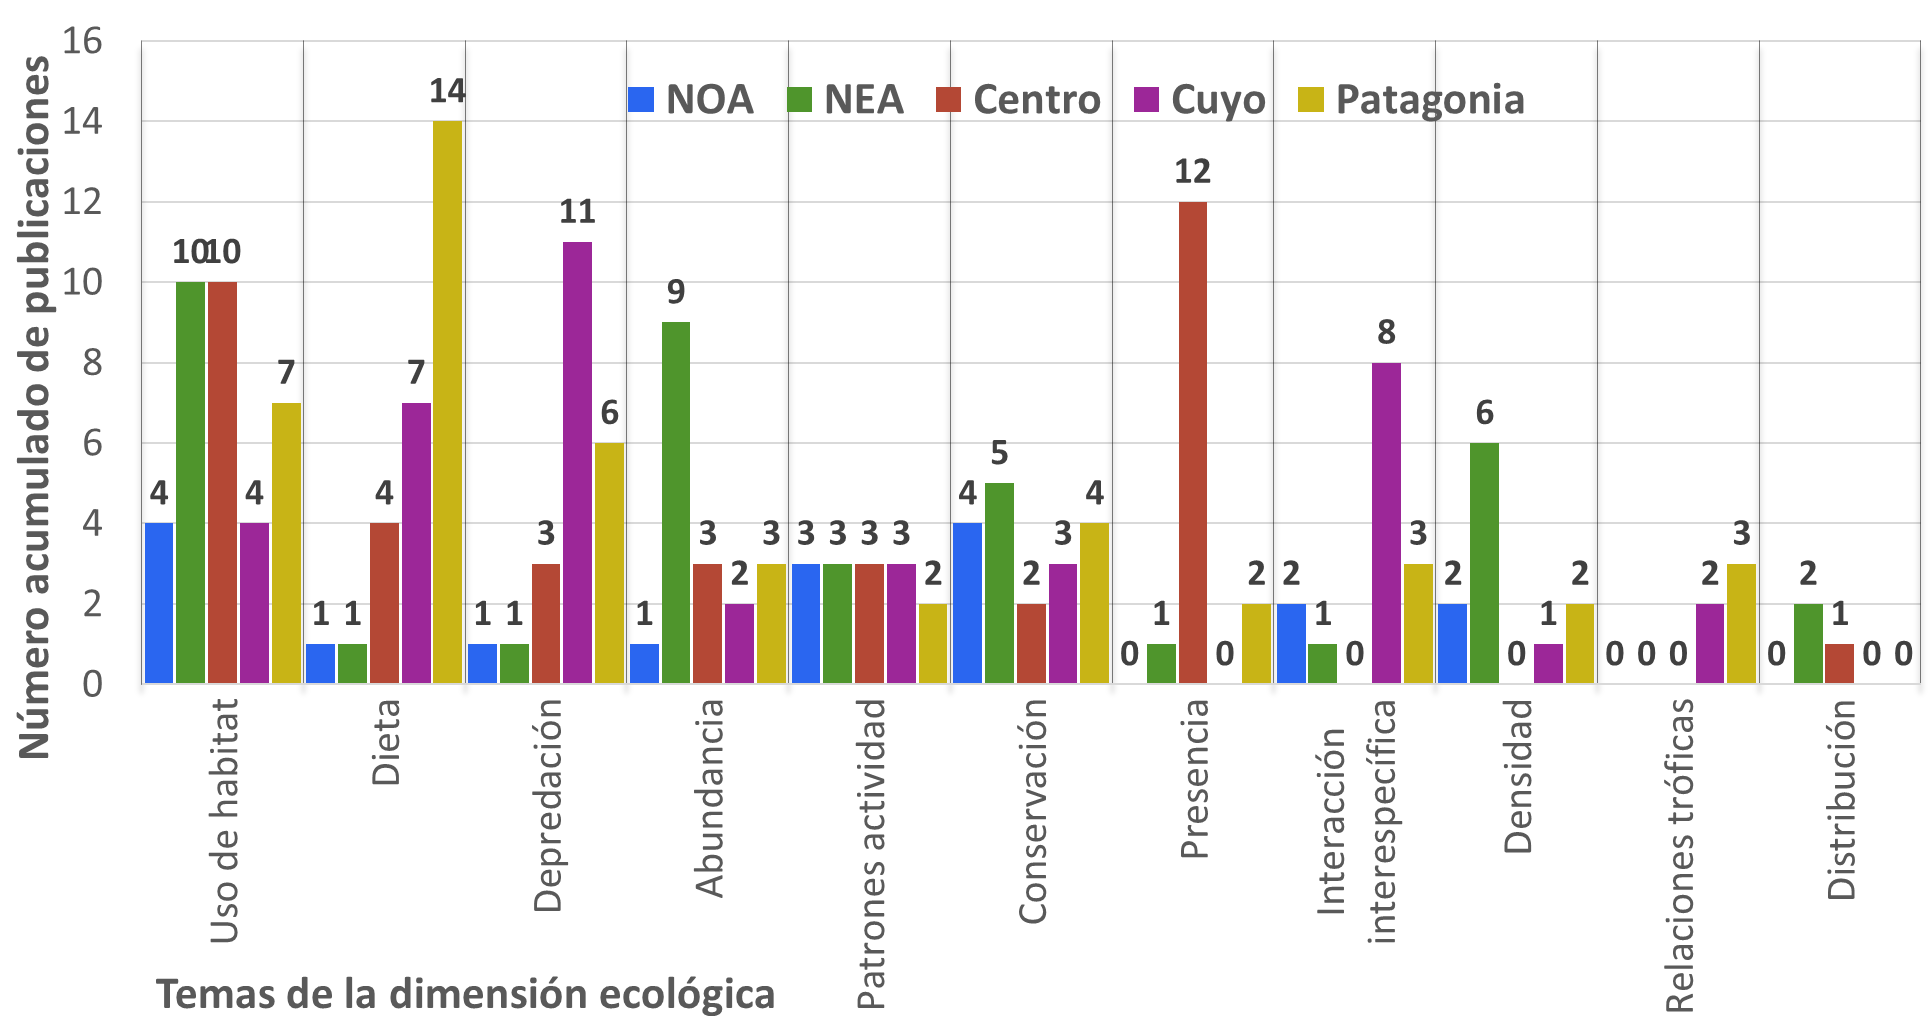 Número acumulado de publicaciones
16
14
12
10
8
6
4
2
0
NOA NEA Centro Cuyo Patagonia
4 10 10 4 7
1 1 4 7 14
1 1 3 11 6
1 9 3 2 3
3 3 3 3 2
4 5 2 3 4
0 1 12 0 2
2 1 0 8 3
2 6 0 1 2
0 0 0 2 3
0 2 1 0 0
Uso de habitat
Dieta
Depredación
Abundancia
Patrones actividad
Conservación
Presencia
Interacción
interespecífica
Densidad
Relaciones tróficas
Distribución
Temas de la dimensión ecológica